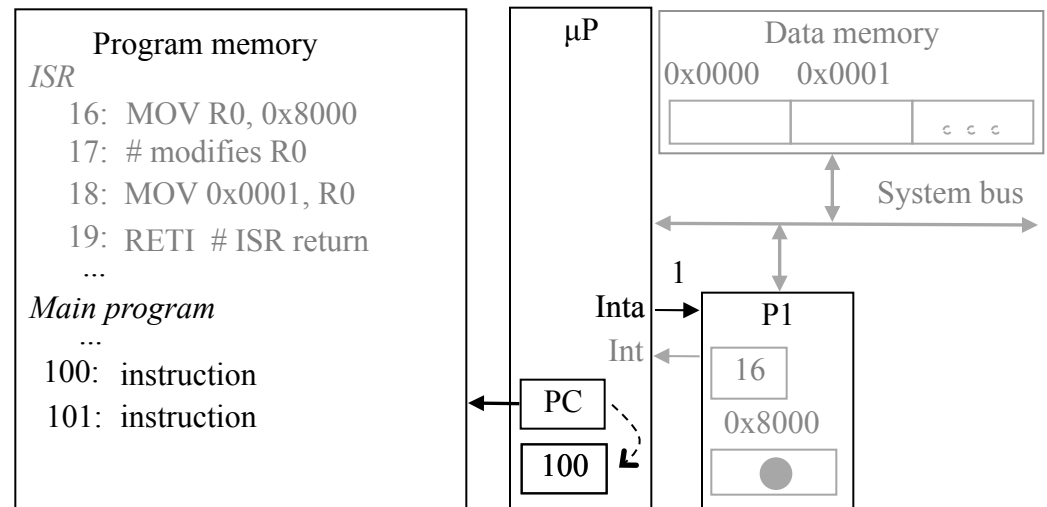 Program memory
ISR
16: MOV R0, 0x8000
17: # modifies R0
18: MOV 0x0001, R0
19: RETI # ISR return
...
Main program
...
100: instruction
101: instruction
μP
Inta
Int
PC
100
Data memory
0x0000 0x0001
c c c
System bus
1
P1
16
0x8000